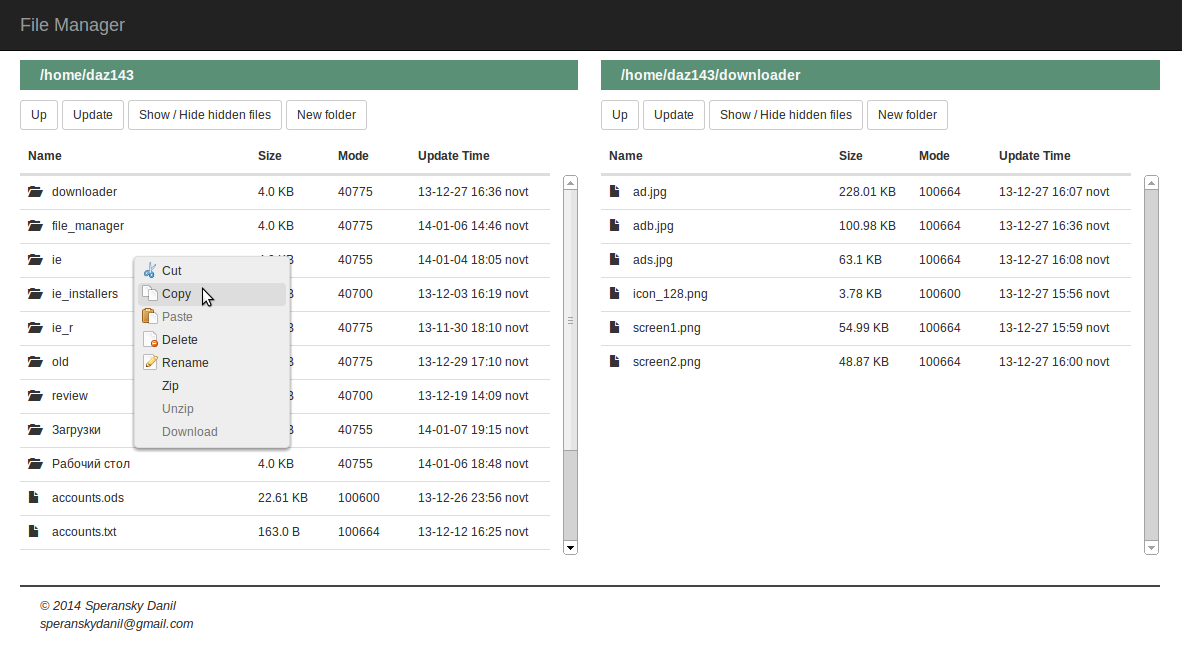 File Manager
/home/daz143
Up Update Show / Hide hidden files New folder
Name Size Mode Update Time
downloader 4.0 KB 40775 13-12-27 16:36 novt
file_manager 4.0 KB 40775 14-01-06 14:46 novt
ie 40755 14-01-04 18:05 novt
ie_installers 40700 13-12-03 16:19 novt
ie_r 40775 13-11-30 18:10 novt
old 40775 13-12-29 17:10 novt
review 40700 13-12-19 14:09 novt
Загрузки 40755 14-01-07 19:15 novt
Рабочий стол 4.0 KB 40755 14-01-06 18:48 novt
accounts.ods 22.61 KB 100600 13-12-26 23:56 novt
accounts.txt 163.0 B 100664 13-12-12 16:25 novt
Cut
Copy
Paste
Delete
Rename
Zip
Unzip
Download
/home/daz143/downloader
Up Update Show / Hide hidden files New folder
Name Size Mode Update Time
ad.jpg 228.01 KB 100664 13-12-27 16:07 novt
adb.jpg 100.98 KB 100664 13-12-27 16:36 novt
ads.jpg 63.1 KB 100664 13-12-27 16:08 novt
icon_128.png 3.78 KB 100600 13-12-27 15:56 novt
screen1.png 54.99 KB 100664 13-12-27 15:59 novt
screen2.png 48.87 KB 100664 13-12-27 16:00 novt
© 2014 Speransky Danil
speranskydanil@gmail.com